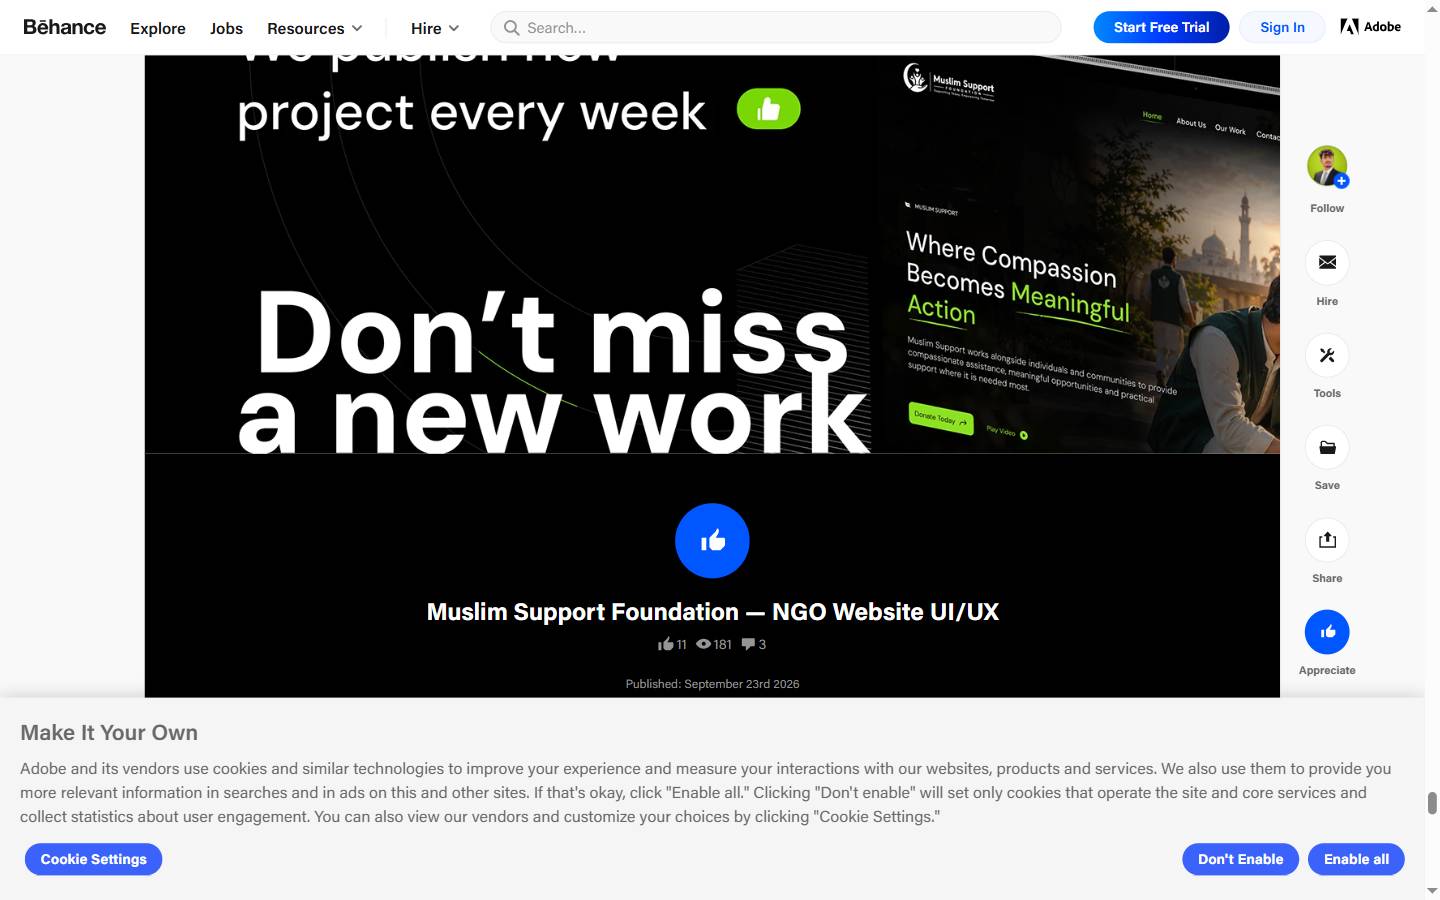 Bēhance
Explore
Jobs
Resources
Hire
Search...
Start Free Trial
Sign In
Adobe
We publish new
project every week
Muslim Support
FOUNDATION
Home
About Us
Our Work
Contac
MUSLIM SUPPORT
Where Compassion
Becomes Meaningful
Action
Muslim Support works alongside individuals and communities to provide
compassionate assistance, meaningful opportunities and practical
support where it is needed most.
Donate Today
Play Video
Don’t miss
a new work
Follow
Hire
Tools
Save
Share
Appreciate
Muslim Support Foundation — NGO Website UI/UX
11 181 3
Published: September 23rd 2026
Make It Your Own
Adobe and its vendors use cookies and similar technologies to improve your experience and measure your interactions with our websites, products and services. We also use them to provide you
more relevant information in searches and in ads on this and other sites. If that's okay, click "Enable all." Clicking "Don't enable" will set only cookies that operate the site and core services and
collect statistics about user engagement. You can also view our vendors and customize your choices by clicking "Cookie Settings."
Cookie Settings
Don't Enable
Enable all